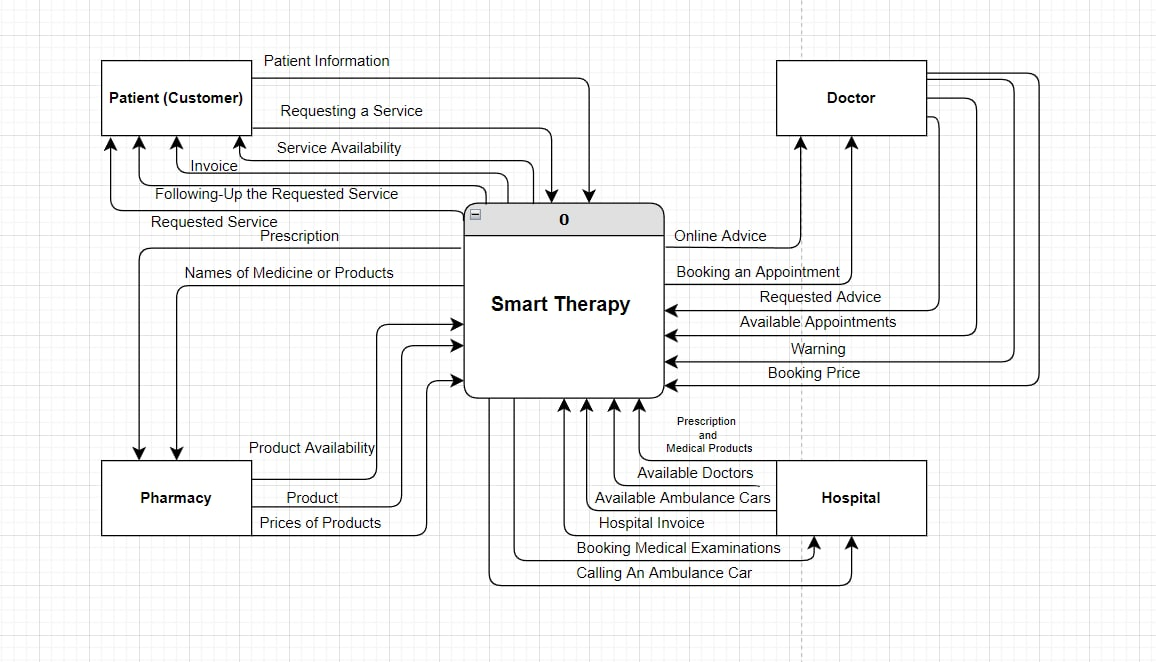 Patient Information
Patient (Customer)
Doctor
Requesting a Service
Service Availability
Invoice
Following-Up the Requested Service
Requested Service
0
Prescription
Online Advice
Names of Medicine or Products
Booking an Appointment
Smart Therapy
Requested Advice
Available Appointments
Warning
Booking Price
Product Availability
Prescription
and
Medical Products
Available Doctors
Pharmacy
Product
Available Ambulance Cars
Hospital
Prices of Products
Hospital Invoice
Booking Medical Examinations
Calling An Ambulance Car